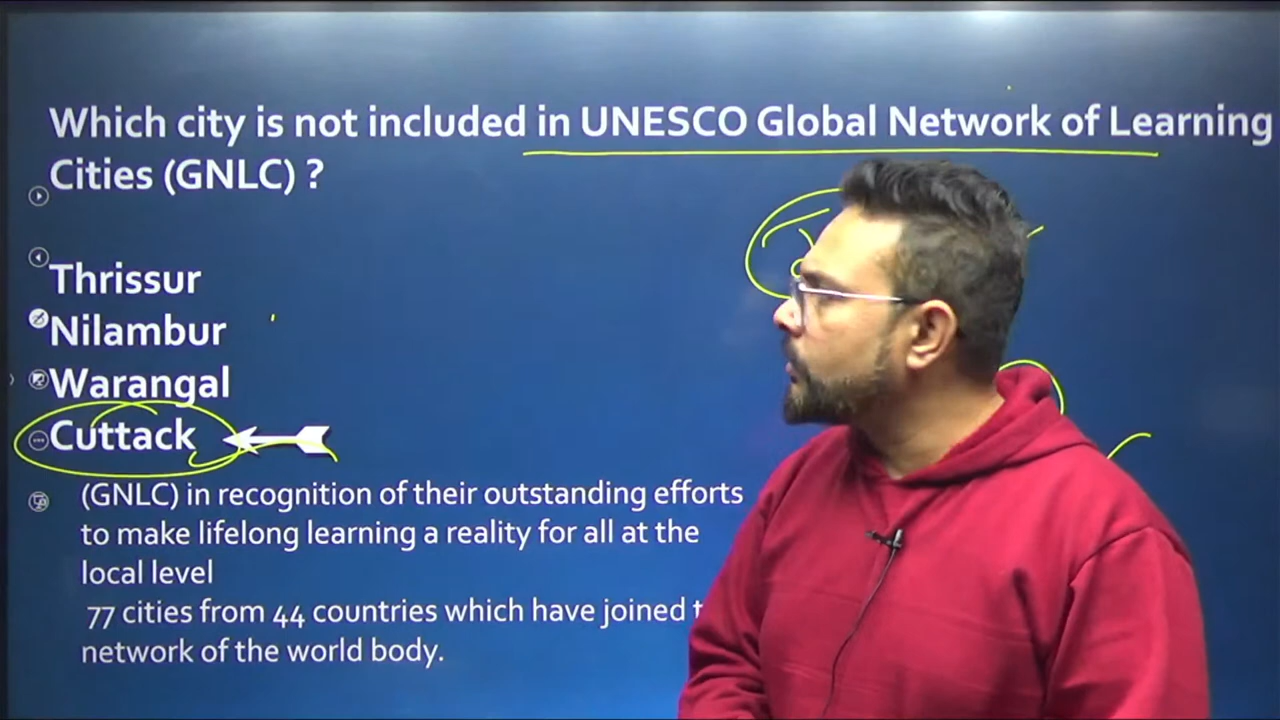 Which city is not included in UNESCO Global Network of Learning
Cities (GNLC) ?
Thrissur
Nilambur
Warangal
Cuttack
(GNLC) in recognition of their outstanding efforts
to make lifelong learning a reality for all at the
local level
77 cities from 44 countries which have joined
network of the world body.